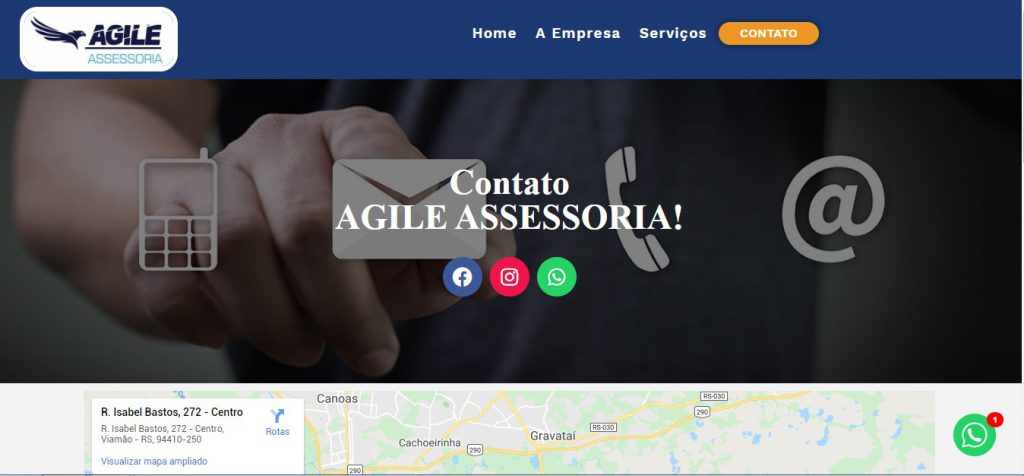 AGILE
ASSESSORIA
Home A Empresa Serviços CONTATO
Contato
AGILE ASSESSORIA!
R. Isabel Bastos, 272 - Centro
R. Isabel Bastos, 272 - Centro,
Viamão - RS, 94410-250
Rotas
Visualizar mapa ampliado
Canoas
Cachoeirinha
Gravataí
290
290
290
RS-030
RS-030
1